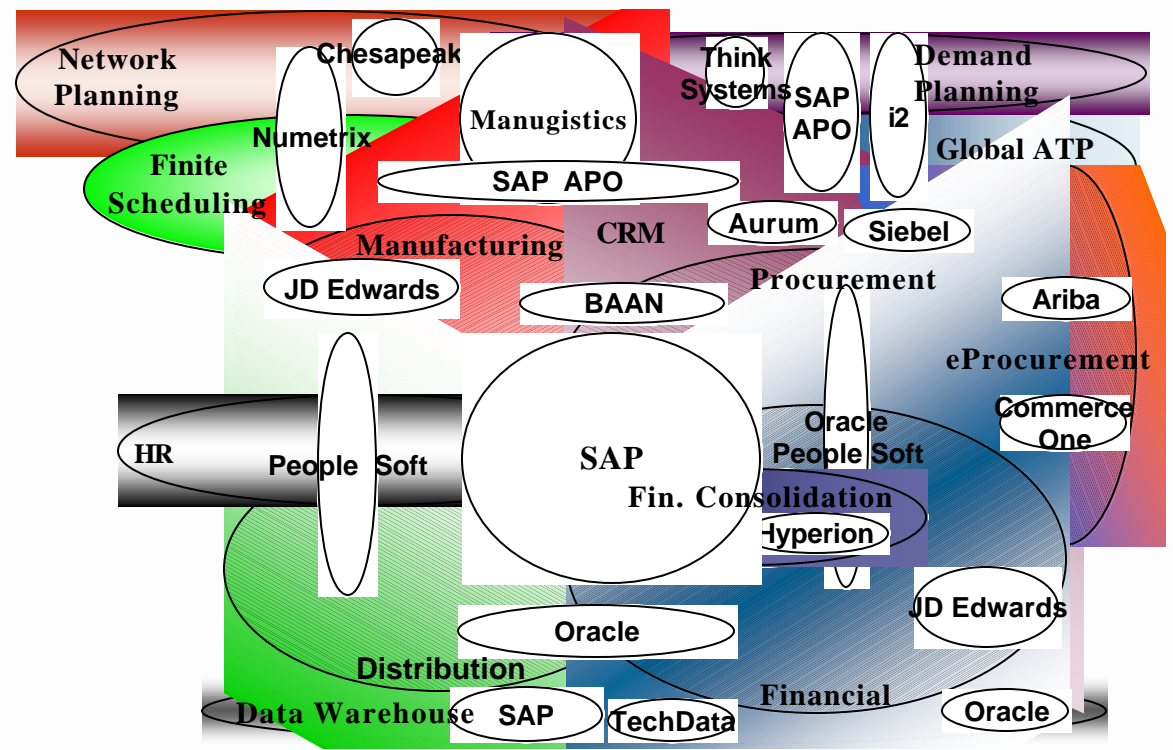 Network
Planning
Chesapeak
Think
Systems
Demand
Planning
Manugistics
SAP
APO
i2
Numetrix
Finite
Scheduling
Global ATP
SAP APO
Manufacturing
CRM
Aurum
Siebel
Procurement
JD Edwards
BAAN
Ariba
eProcurement
Commerce
One
HR
People Soft
SAP
Oracle
People Soft
Fin. Consolidation
Hyperion
JD Edwards
Oracle
Distribution
Financial
Data Warehouse
SAP
TechData
Oracle